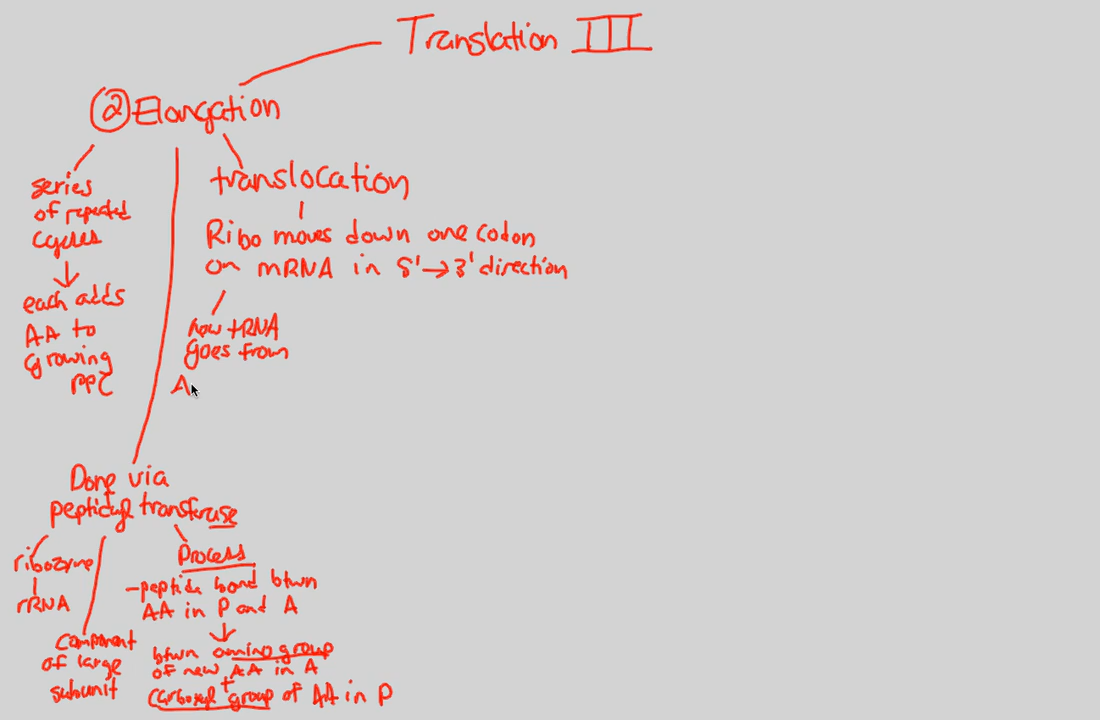 Translation III
② Elongation
series
of repeated
cycles
each adds
AA to
growing
PPC
translocation
Ribo moves down one codon
on mRNA in 5' → 3' direction
now tRNA
goes from
A
Done via
peptidyl transferase
ribozyme
rRNA
component
of large
subunit
Process
- peptide bond btwn
AA in P and A
btwn amino group
of new AA in A
+
carboxyl group of AA in P